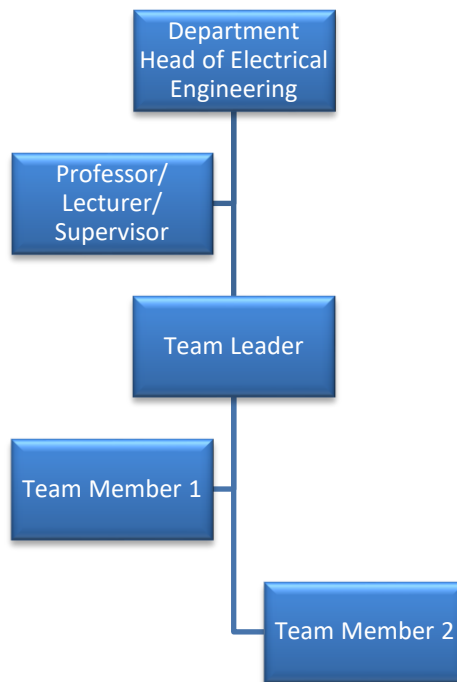 Department
Head of Electrical
Engineering
Professor/
Lecturer/
Supervisor
Team Leader
Team Member 1
Team Member 2